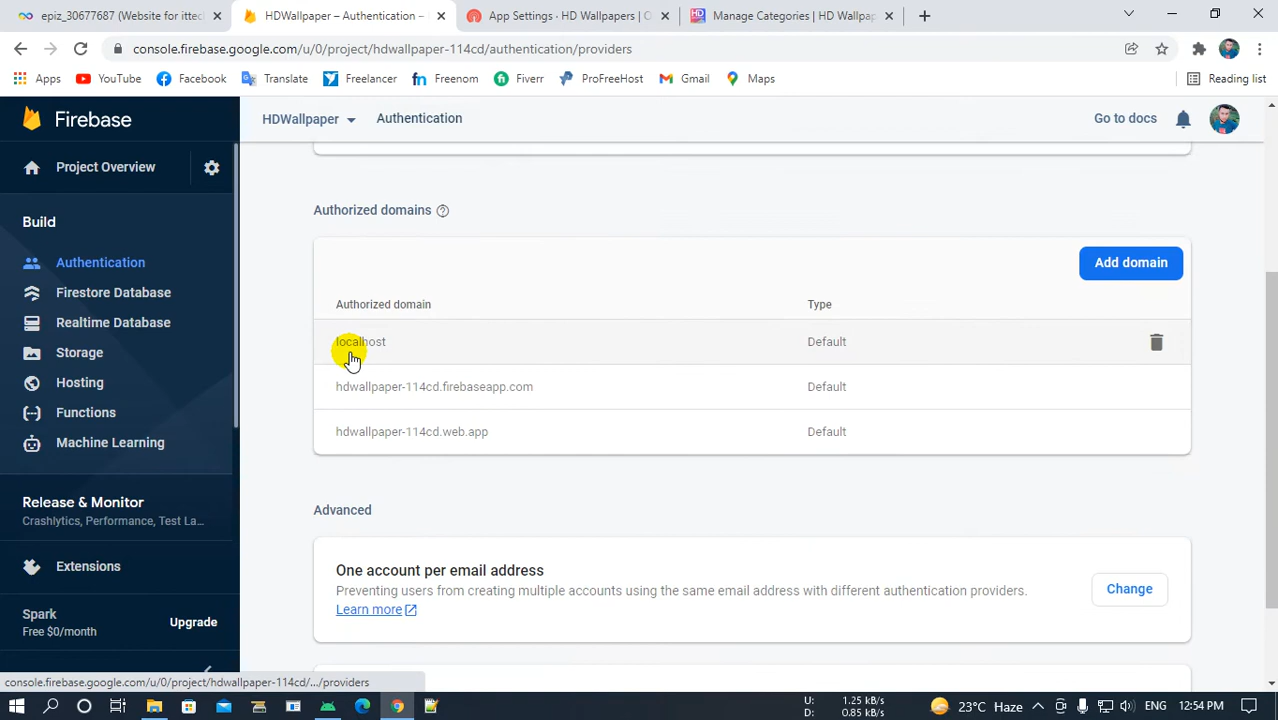 epiz_30677687 (Website for ittec
HDWallpaper – Authentication –
App Settings - HD Wallpapers | O
Manage Categories | HD Wallpap
console.firebase.google.com/u/0/project/hdwallpaper-114cd/authentication/providers
Apps
YouTube
Facebook
Translate
Freelancer
Freenom
Fiverr
ProFreeHost
Gmail
Maps
Reading list
Firebase
HDWallpaper
Authentication
Go to docs
Project Overview
Build
Authentication
Firestore Database
Realtime Database
Storage
Hosting
Functions
Machine Learning
Release & Monitor
Crashlytics, Performance, Test La...
Extensions
Spark
Free $0/month
Upgrade
Authorized domains
Add domain
Authorized domain Type
localhost Default
hdwallpaper-114cd.firebaseapp.com Default
hdwallpaper-114cd.web.app Default
Advanced
One account per email address
Preventing users from creating multiple accounts using the same email address with different authentication providers.
Learn more
Change
console.firebase.google.com/u/0/project/hdwallpaper-114cd/.../providers
U: 1.25 kB/s
D: 0.85 kB/s
23°C Haze
ENG
12:54 PM